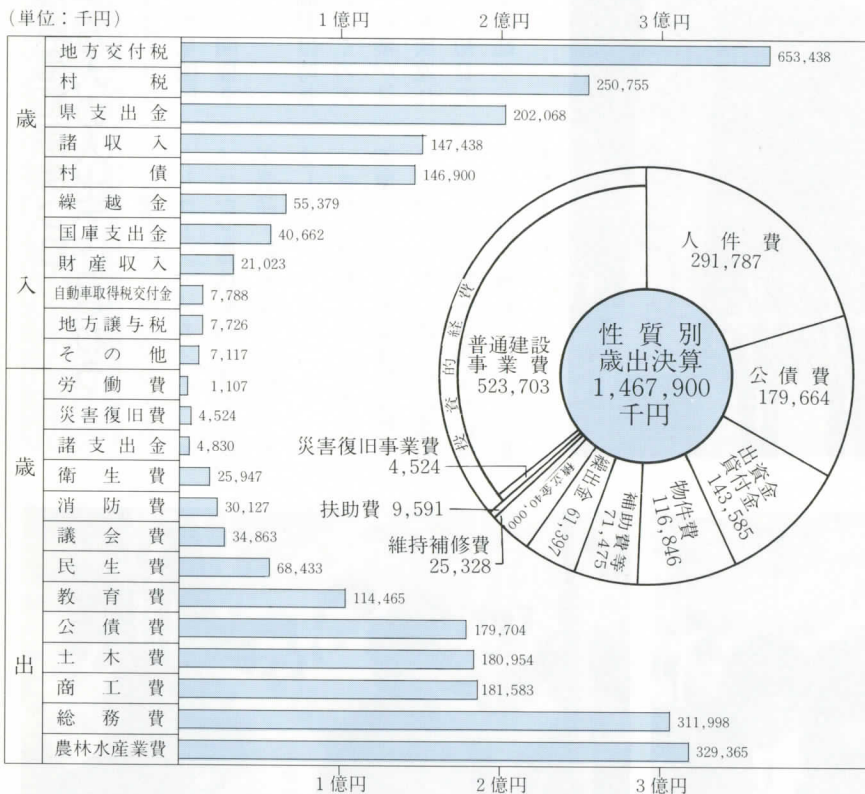 (単位：千円)
1億円 2億円 3億円
歳入
地方交付税 653,438
村税 250,755
県支出金 202,068
諸収入 147,438
村債 146,900
繰越金 55,379
国庫支出金 40,662
財産収入 21,023
自動車取得税交付金 7,788
地方譲与税 7,726
その他 7,117
歳出
労働費 1,107
災害復旧費 4,524
諸支出金 4,830
衛生費 25,947
消防費 30,127
議会費 34,863
民生費 68,433
教育費 114,465
公債費 179,704
土木費 180,954
商工費 181,583
総務費 311,998
農林水産業費 329,365
1億円 2億円 3億円
性質別
歳出決算
1,467,900
千円
人件費
291,787
公債費
179,664
出資金
貸付金
143,585
物件費
116,846
補助費等
71,475
繰出金 61,397
積立金40,000
維持補修費
25,328
扶助費 9,591
災害復旧事業費
4,524
普通建設
事業費
523,703
投資的経費